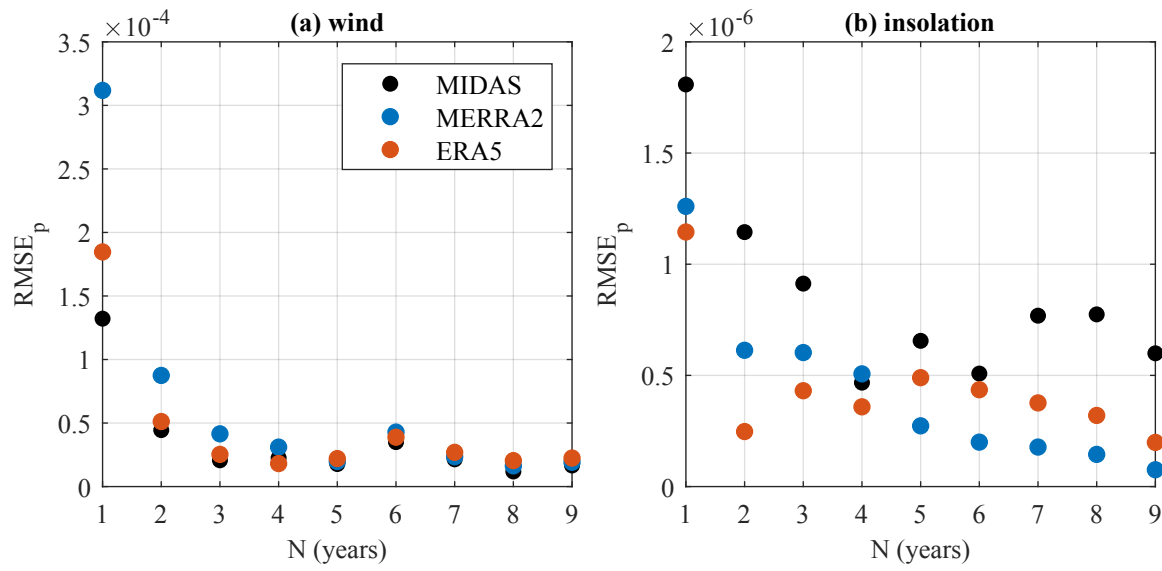 (a) wind
×10⁻⁴
3.5
3
2.5
2
1.5
1
0.5
0
RMSE_p
1 2 3 4 5 6 7 8 9
N (years)
MIDAS
MERRA2
ERA5
(b) insolation
×10⁻⁶
2
1.5
1
0.5
0
RMSE_p
1 2 3 4 5 6 7 8 9
N (years)